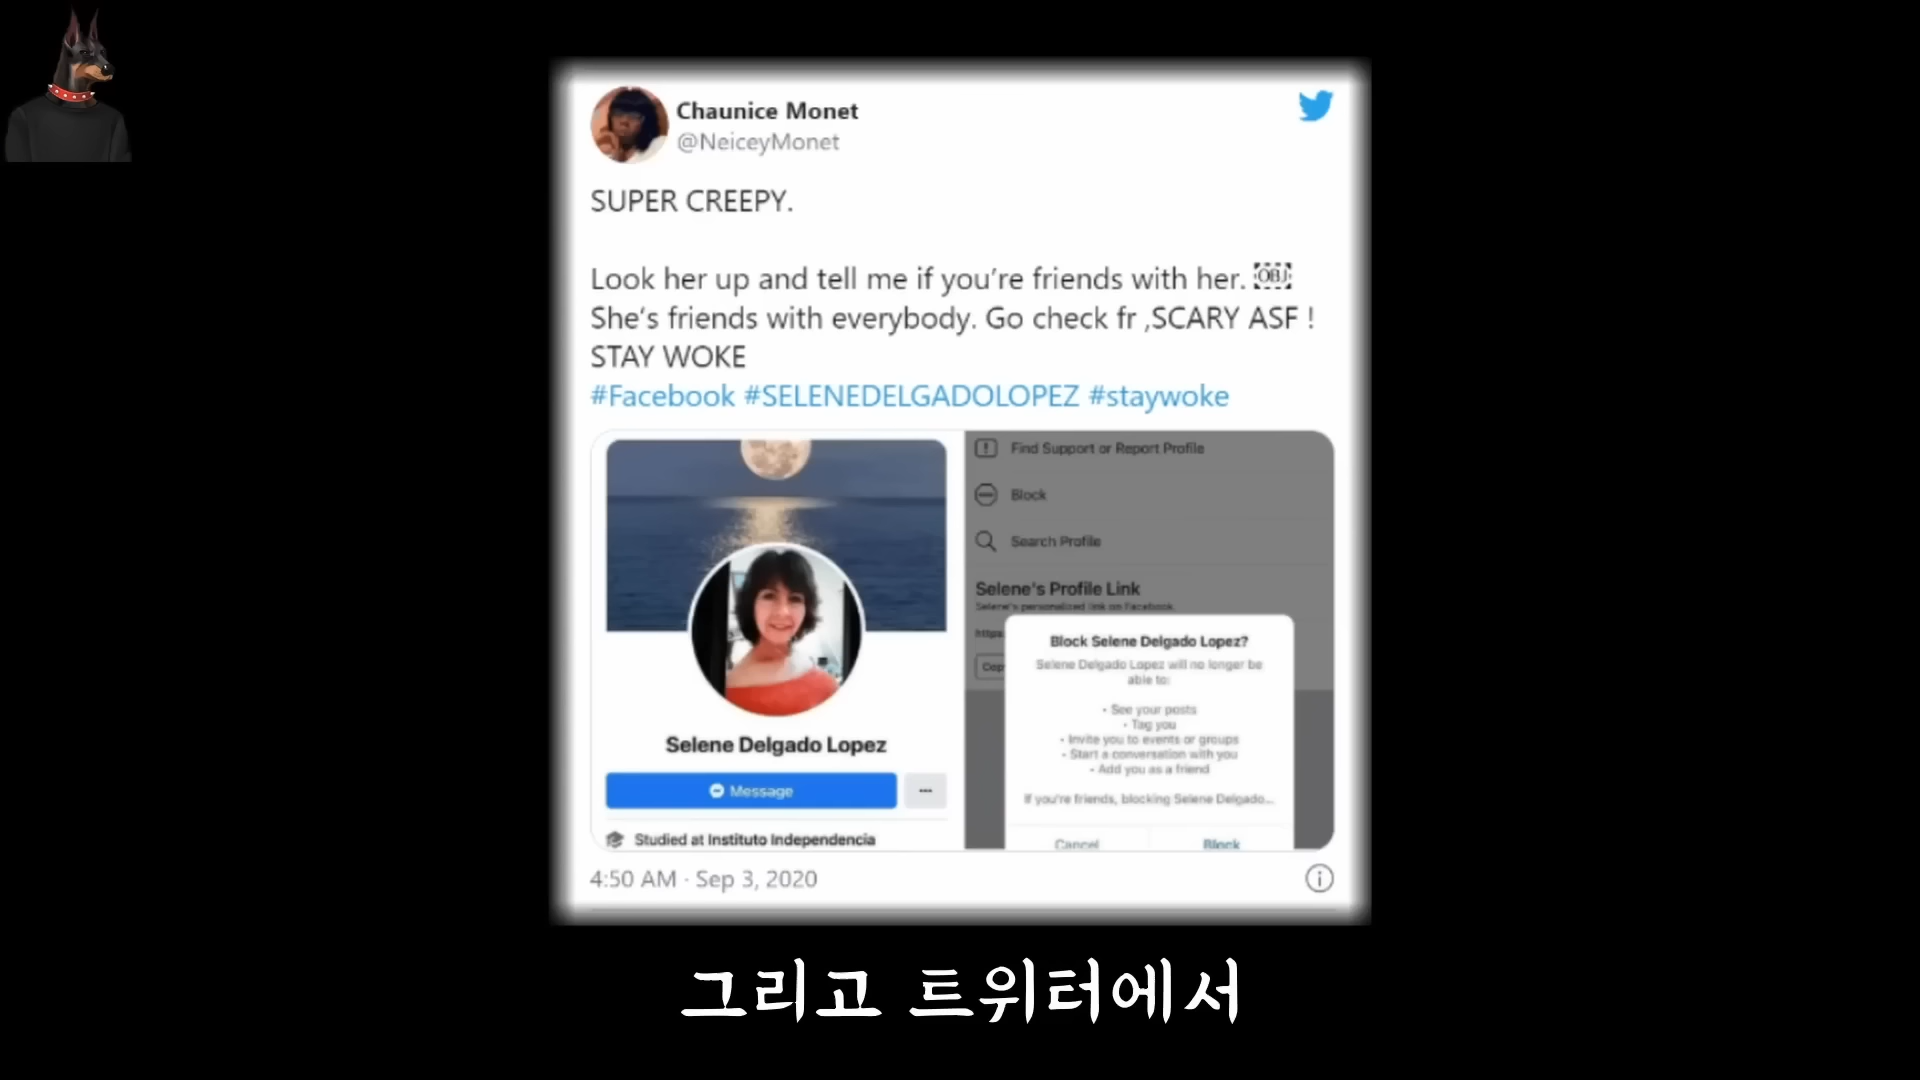 Chaunice Monet
@NeiceyMonet
SUPER CREEPY.
Look her up and tell me if you’re friends with her. OBJ
She’s friends with everybody. Go check fr ,SCARY ASF !
STAY WOKE
#Facebook #SELENEDELGADOLOPEZ #staywoke
Selene Delgado Lopez
Message
Studied at Instituto Independencia
Find Support or Report Profile
Block
Search Profile
Selene's Profile Link
Selene's personalized link on Facebook.
https:
Cop
Block Selene Delgado Lopez?
Selene Delgado Lopez will no longer be
able to:
• See your posts
• Tag you
• Invite you to events or groups
• Start a conversation with you
• Add you as a friend
If you're friends, blocking Selene Delgado...
Cancel
Block
4:50 AM · Sep 3, 2020
그리고 트위터에서